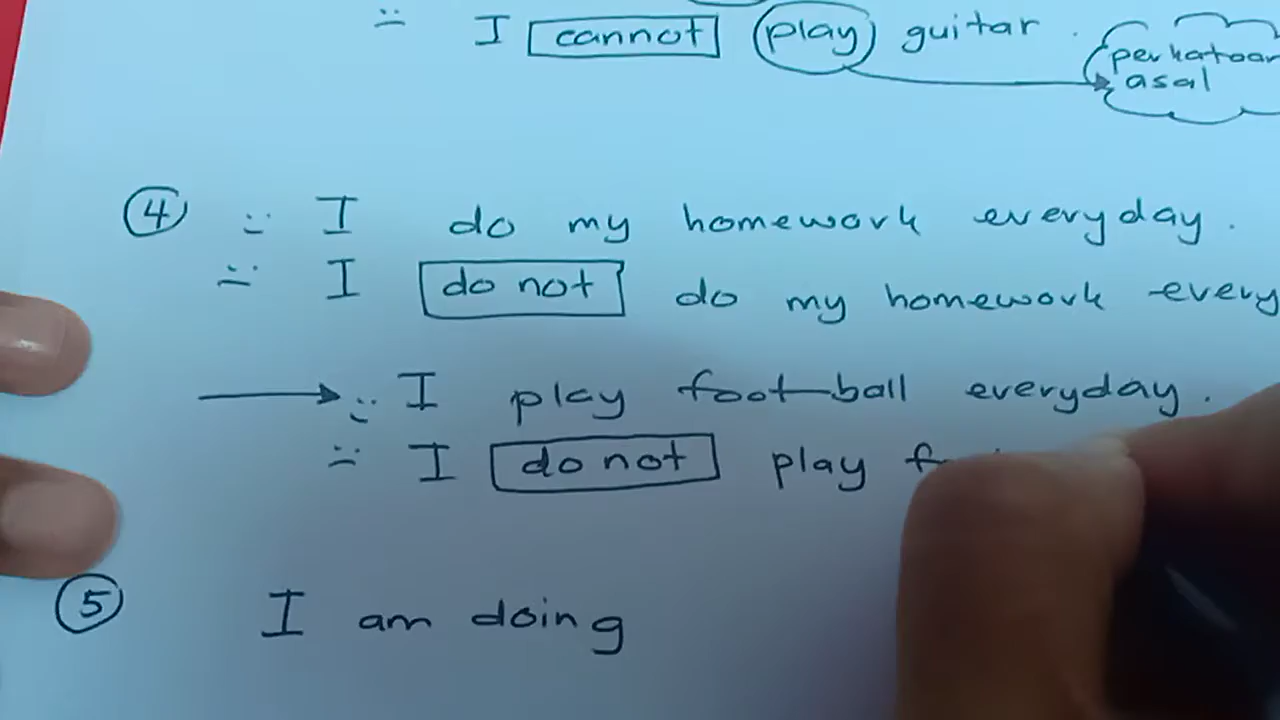 I cannot play guitar.
asal
4 I do my homework everyday.
I do not do my homework every
I play football everyday.
I do not play
5 I am doing